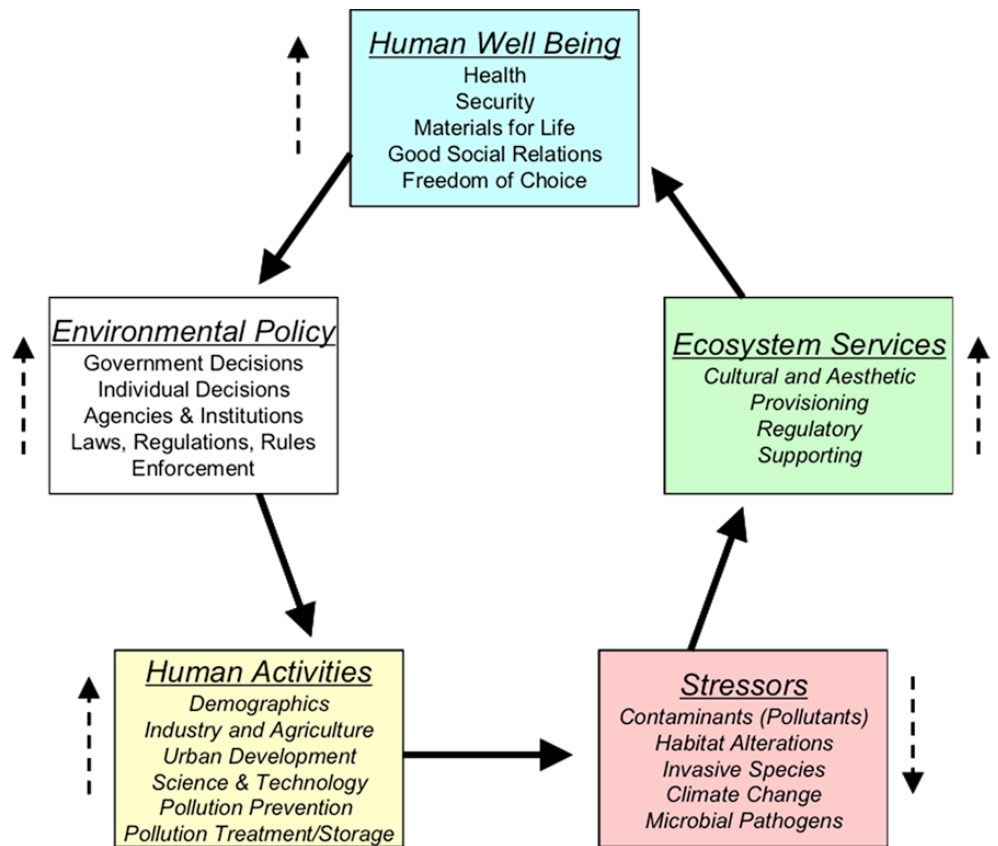 Human Well Being
Health
Security
Materials for Life
Good Social Relations
Freedom of Choice
Environmental Policy
Government Decisions
Individual Decisions
Agencies & Institutions
Laws, Regulations, Rules
Enforcement
Ecosystem Services
Cultural and Aesthetic
Provisioning
Regulatory
Supporting
Human Activities
Demographics
Industry and Agriculture
Urban Development
Science & Technology
Pollution Prevention
Pollution Treatment/Storage
Stressors
Contaminants (Pollutants)
Habitat Alterations
Invasive Species
Climate Change
Microbial Pathogens